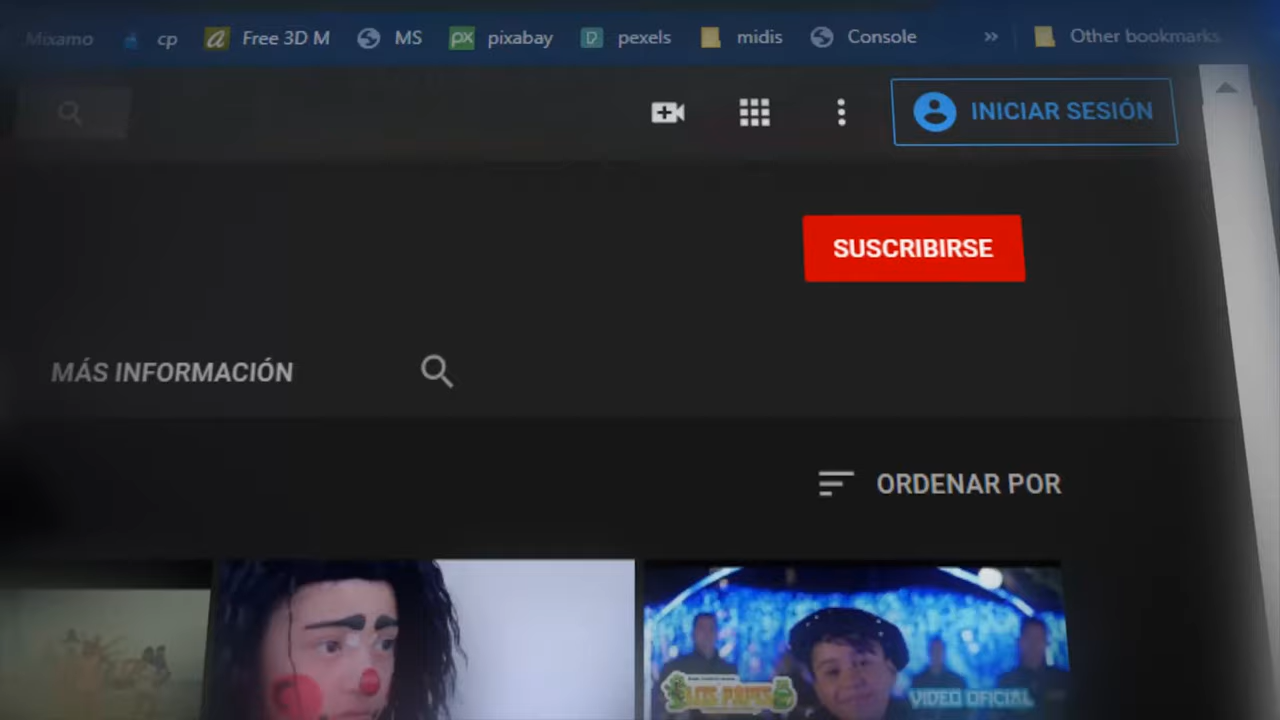 Mixamo cp Free 3D M MS px pixabay pexels midis Console » Other bookmarks
INICIAR SESIÓN
SUSCRIBIRSE
MÁS INFORMACIÓN
ORDENAR POR
VIDEO OFICIAL